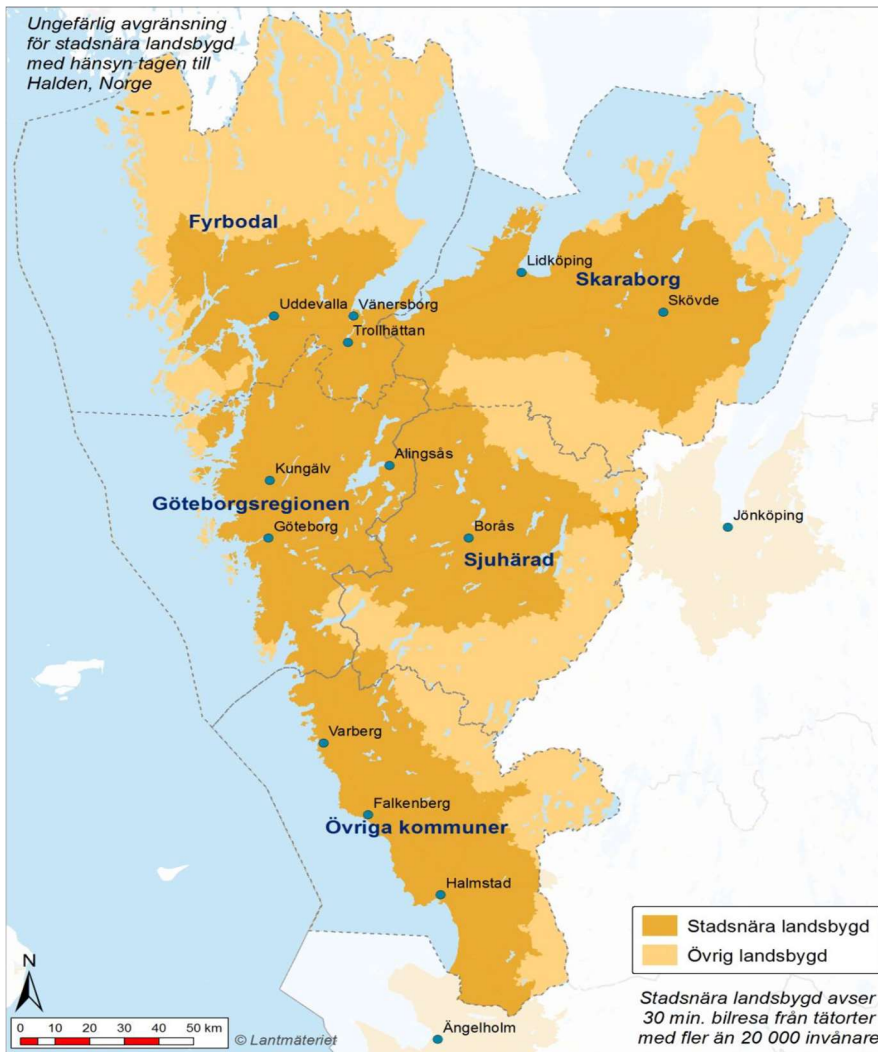 Ungefärlig avgränsning
för stadsnära landsbygd
med hänsyn tagen till
Halden, Norge
Fyrbodal
Lidköping
Skaraborg
Uddevalla
Vänersborg
Skövde
Trollhättan
Alingsås
Kungälv
Göteborgsregionen
Göteborg
Borås
Jönköping
Sjuhärad
Varberg
Falkenberg
Övriga kommuner
Halmstad
Stadsnära landsbygd
Övrig landsbygd
N
Stadsnära landsbygd avser
30 min. bilresa från tätorter
med fler än 20 000 invånare
0 10 20 30 40 50 km
© Lantmäteriet
Ängelholm